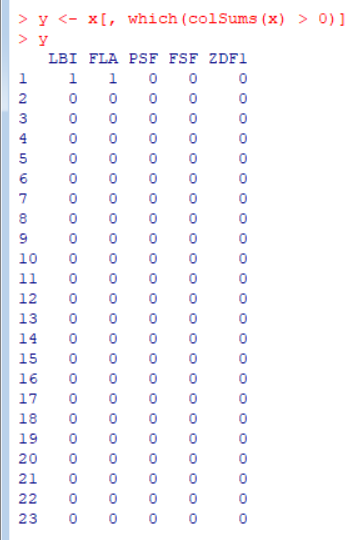 > y <- x[, which(colSums(x) > 0)]
> y
   LBI FLA PSF FSF ZDF1
1    1   1   0   0    0
2    0   0   0   0    0
3    0   0   0   0    0
4    0   0   0   0    0
5    0   0   0   0    0
6    0   0   0   0    0
7    0   0   0   0    0
8    0   0   0   0    0
9    0   0   0   0    0
10   0   0   0   0    0
11   0   0   0   0    0
12   0   0   0   0    0
13   0   0   0   0    0
14   0   0   0   0    0
15   0   0   0   0    0
16   0   0   0   0    0
17   0   0   0   0    0
18   0   0   0   0    0
19   0   0   0   0    0
20   0   0   0   0    0
21   0   0   0   0    0
22   0   0   0   0    0
23   0   0   0   0    0